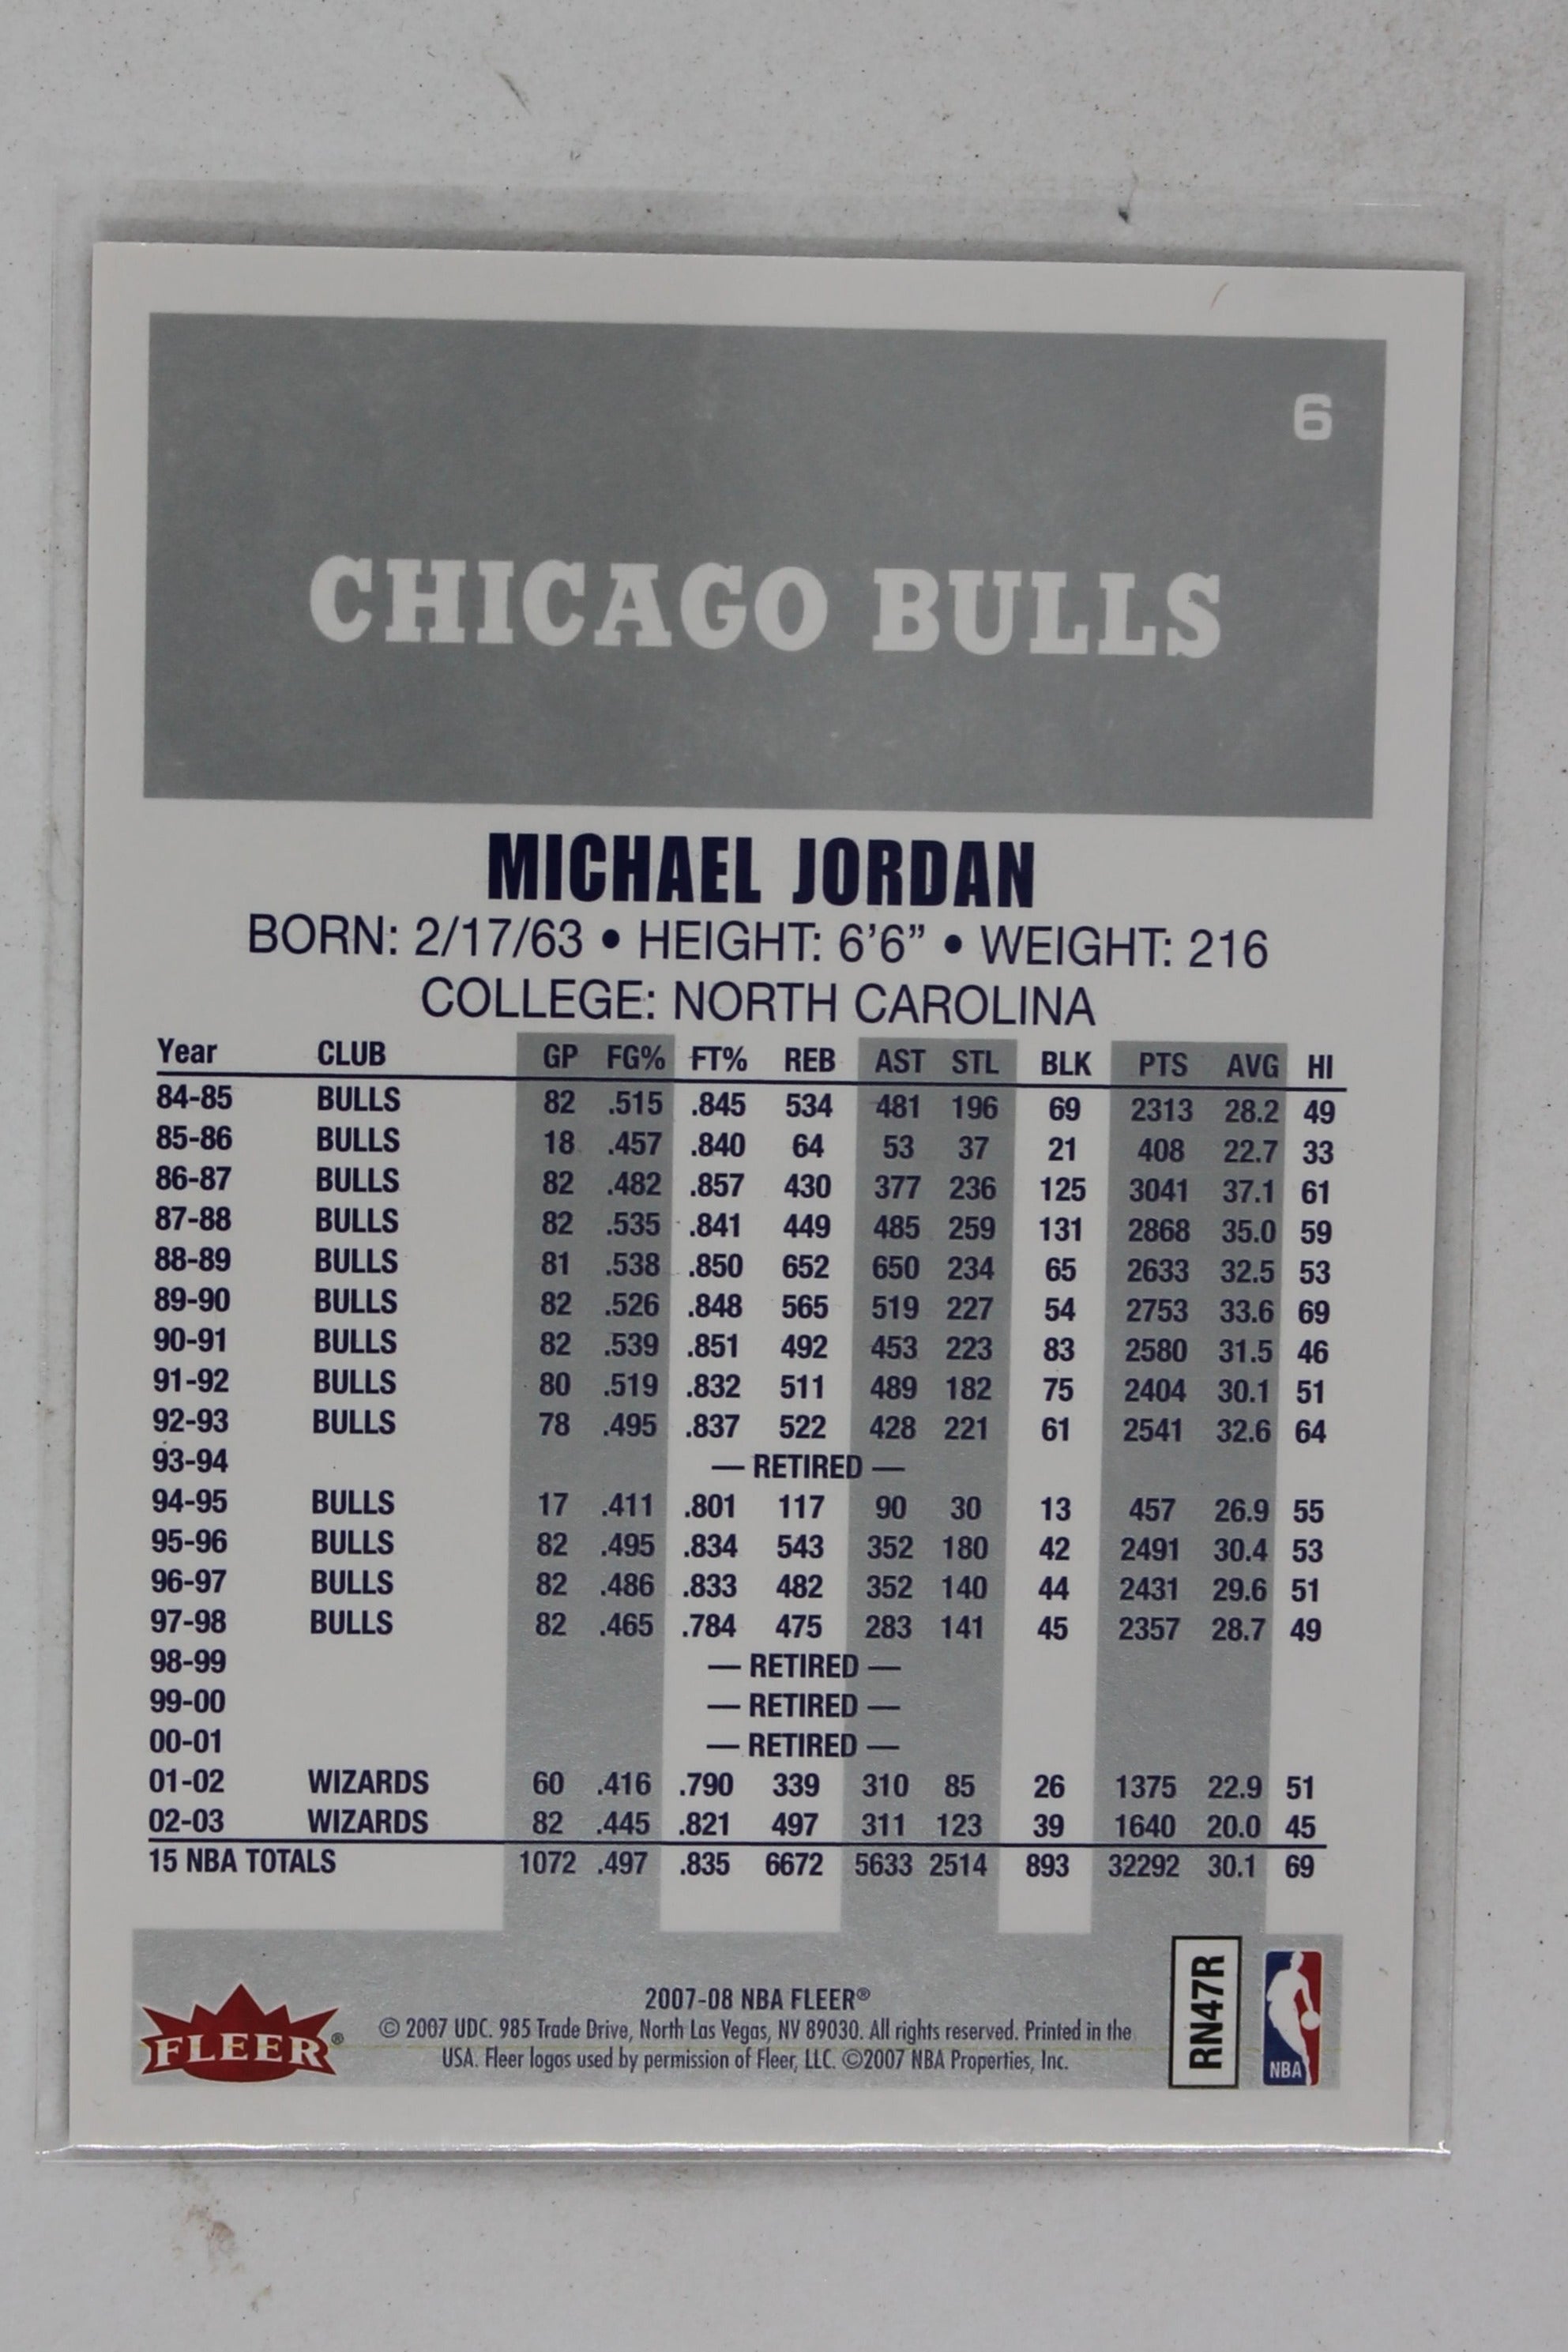 6
CHICAGO BULLS
MICHAEL JORDAN
BORN: 2/17/63 • HEIGHT: 6'6” • WEIGHT: 216
COLLEGE: NORTH CAROLINA
Year CLUB GP FG% FT% REB AST STL BLK PTS AVG HI
84-85 BULLS 82 .515 .845 534 481 196 69 2313 28.2 49
85-86 BULLS 18 .457 .840 64 53 37 21 408 22.7 33
86-87 BULLS 82 .482 .857 430 377 236 125 3041 37.1 61
87-88 BULLS 82 .535 .841 449 485 259 131 2868 35.0 59
88-89 BULLS 81 .538 .850 652 650 234 65 2633 32.5 53
89-90 BULLS 82 .526 .848 565 519 227 54 2753 33.6 69
90-91 BULLS 82 .539 .851 492 453 223 83 2580 31.5 46
91-92 BULLS 80 .519 .832 511 489 182 75 2404 30.1 51
92-93 BULLS 78 .495 .837 522 428 221 61 2541 32.6 64
93-94 — RETIRED —
94-95 BULLS 17 .411 .801 117 90 30 13 457 26.9 55
95-96 BULLS 82 .495 .834 543 352 180 42 2491 30.4 53
96-97 BULLS 82 .486 .833 482 352 140 44 2431 29.6 51
97-98 BULLS 82 .465 .784 475 283 141 45 2357 28.7 49
98-99 — RETIRED —
99-00 — RETIRED —
00-01 — RETIRED —
01-02 WIZARDS 60 .416 .790 339 310 85 26 1375 22.9 51
02-03 WIZARDS 82 .445 .821 497 311 123 39 1640 20.0 45
15 NBA TOTALS 1072 .497 .835 6672 5633 2514 893 32292 30.1 69
FLEER®
2007-08 NBA FLEER®
© 2007 UDC. 985 Trade Drive, North Las Vegas, NV 89030. All rights reserved. Printed in the
USA. Fleer logos used by permission of Fleer, LLC. ©2007 NBA Properties, Inc.
RN47R
NBA